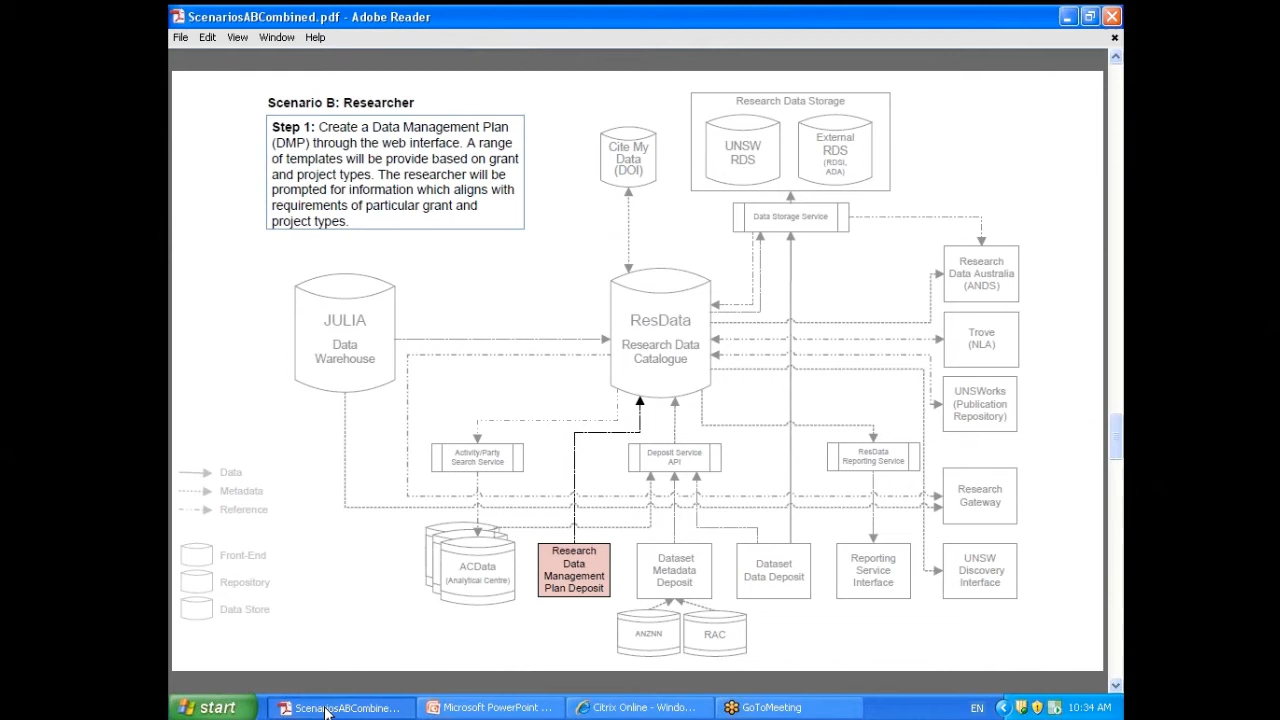 ScenariosABCombined.pdf - Adobe Reader
File Edit View Window Help
Scenario B: Researcher
Step 1: Create a Data Management Plan
(DMP) through the web interface. A range
of templates will be provide based on grant
and project types. The researcher will be
prompted for information which aligns with
requirements of particular grant and
project types.
Cite My
Data
(DOI)
Research Data Storage
UNSW
RDS
External
RDS
(RDSI,
ADA)
Data Storage Service
Research
Data Australia
(ANDS)
JULIA
Data
Warehouse
ResData
Research Data
Catalogue
Trove
(NLA)
UNSWorks
(Publication
Repository)
Activity/Party
Search Service
Deposit Service
API
ResData
Reporting Service
Data
Metadata
Reference
Research
Gateway
Front-End
Repository
Data Store
ACData
(Analytical Centre)
Research
Data
Management
Plan Deposit
Dataset
Metadata
Deposit
Dataset
Data Deposit
Reporting
Service
Interface
UNSW
Discovery
Interface
ANZNN
RAC
start
ScenariosABCombine...
Microsoft PowerPoint ...
Citrix Online - Windo...
GoToMeeting
EN
10:34 AM